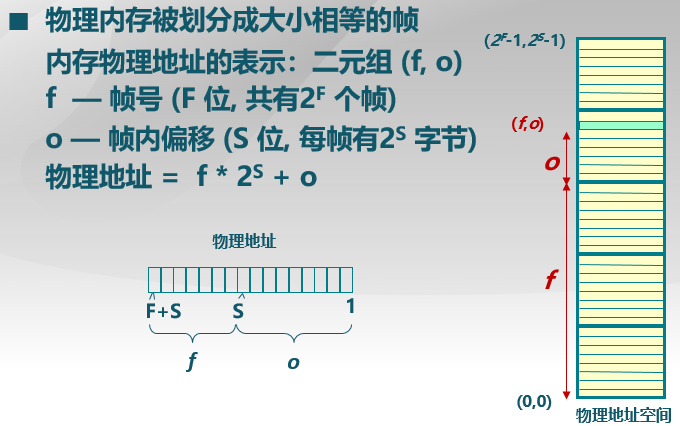 ■ 物理内存被划分成大小相等的帧
内存物理地址的表示：二元组 (f, o)
f — 帧号 (F 位, 共有2^F 个帧)
o — 帧内偏移 (S 位, 每帧有2^S 字节)
物理地址 = f * 2^S + o
物理地址
F+S S 1
f o
(2^F-1,2^S-1)
(f,o)
o
f
(0,0)
物理地址空间